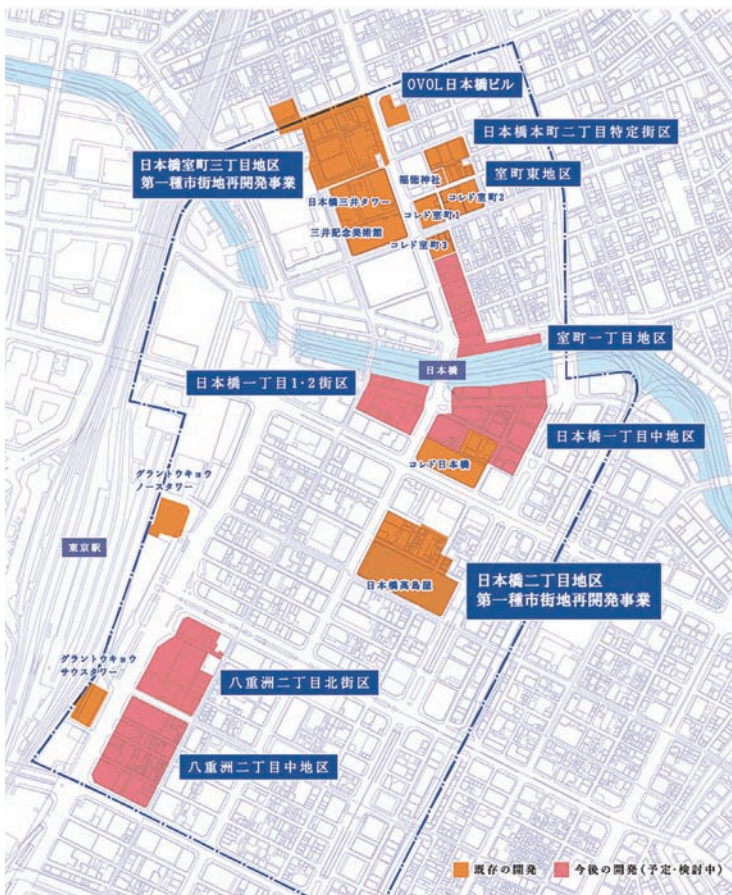 OVOL日本橋ビル
日本橋本町二丁目特定街区
日本橋室町三丁目地区
第一種市街地再開発事業
福徳神社
室町東地区
日本橋三井タワー
コレド室町2
コレド室町1
三井記念美術館
コレド室町3
室町一丁目地区
日本橋
日本橋一丁目1・2街区
日本橋一丁目中地区
コレド日本橋
グラントウキョウ
ノースタワー
東京駅
日本橋高島屋
日本橋二丁目地区
第一種市街地再開発事業
グラントウキョウ
サウスタワー
八重洲二丁目北街区
八重洲二丁目中地区
既存の開発
今後の開発(予定・検討中)